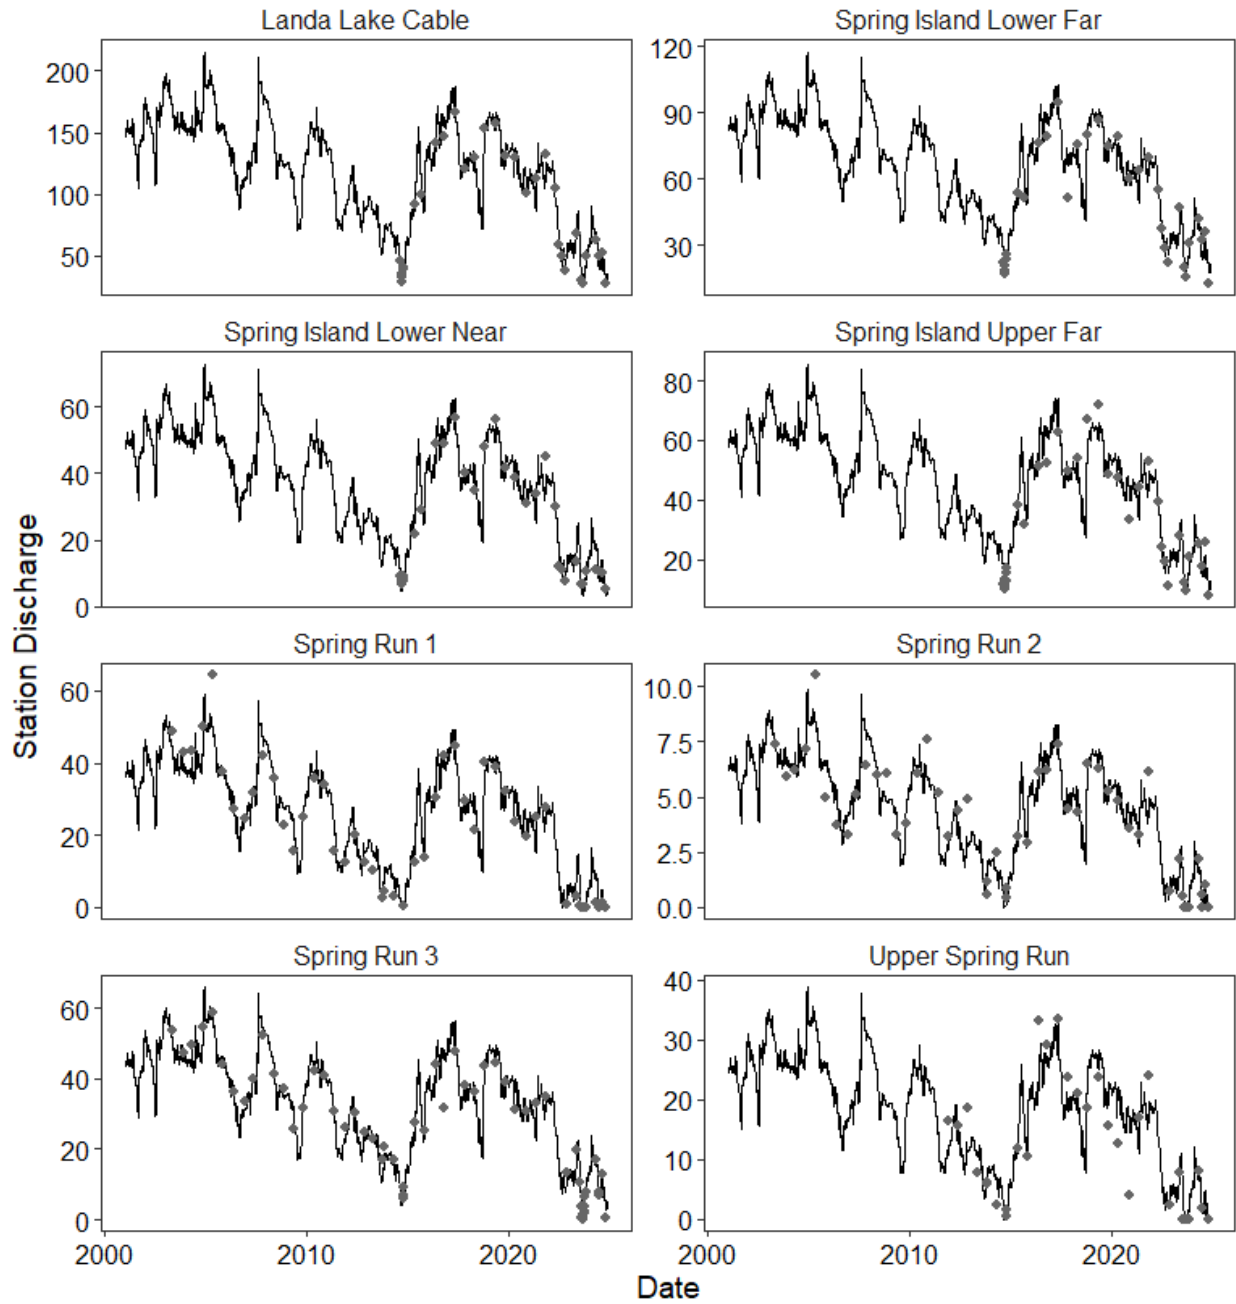 Landa Lake Cable
Spring Island Lower Far
200
150
100
50
120
90
60
30
Spring Island Lower Near
Spring Island Upper Far
60
40
20
0
80
60
40
20
Station Discharge
Spring Run 1
Spring Run 2
60
40
20
0
10.0
7.5
5.0
2.5
0.0
Spring Run 3
Upper Spring Run
60
40
20
0
40
30
20
10
0
2000 2010 2020
2000 2010 2020
Date